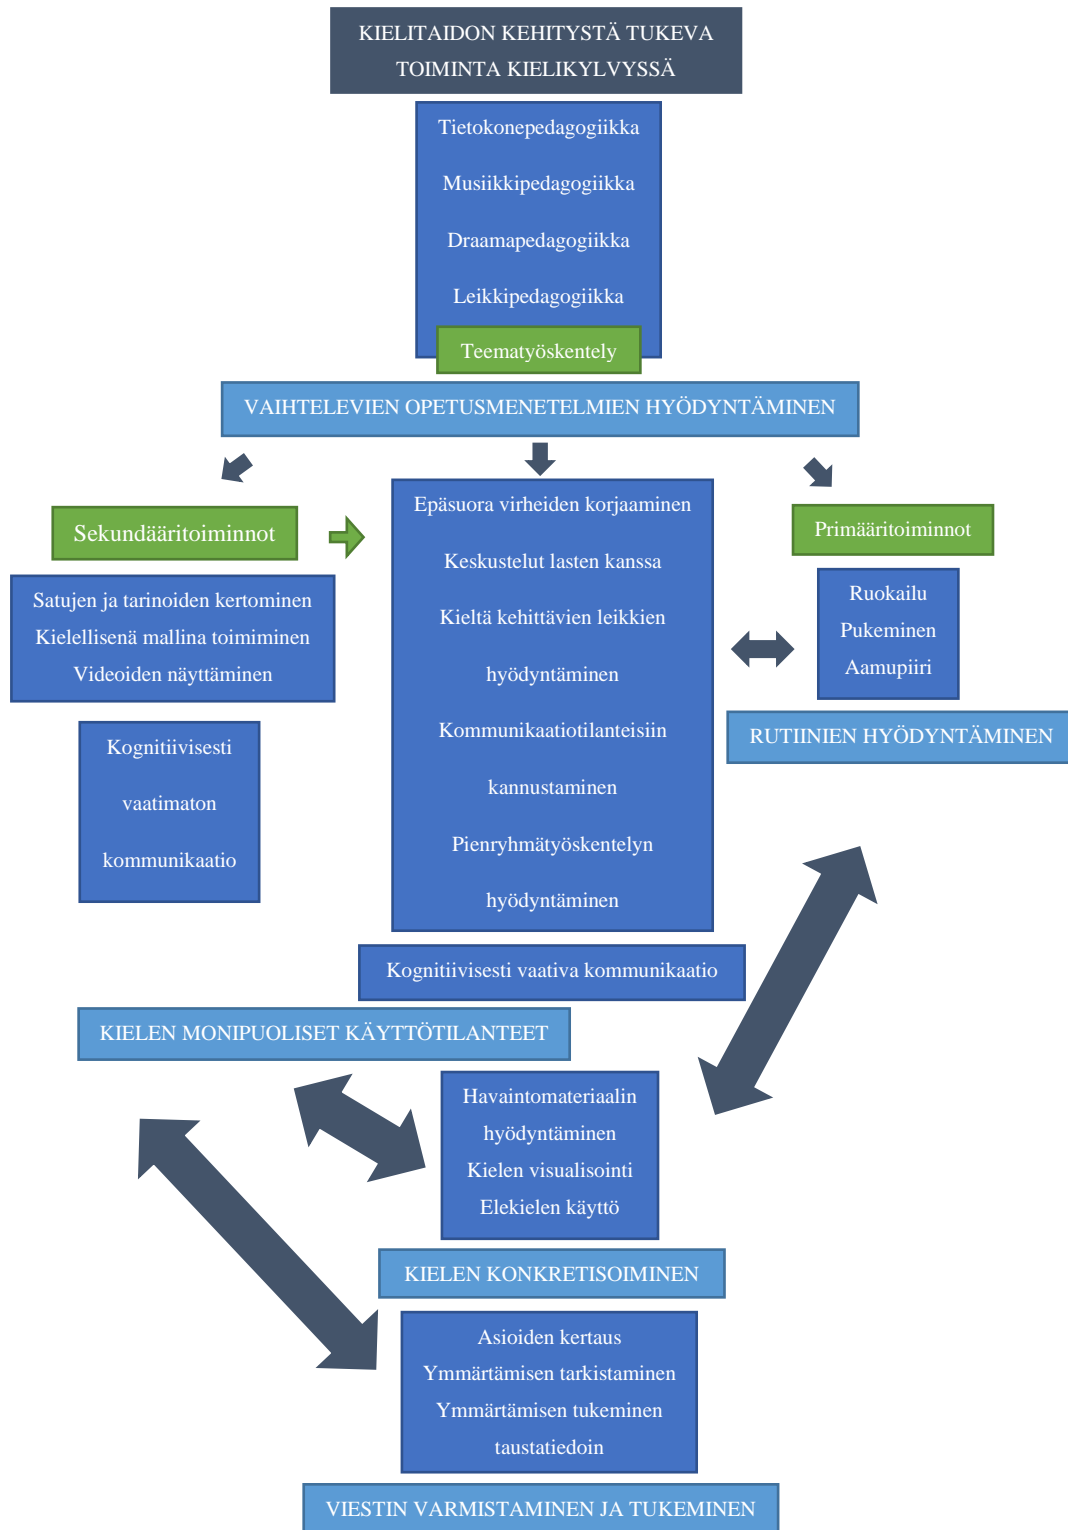 KIELITAIDON KEHITYSTÄ TUKEVA
TOIMINTA KIELIKYLVYSSÄ
Tietokonepedagogiikka
Musiikkipedagogiikka
Draamapedagogiikka
Leikkipedagogiikka
Teematyöskentely
VAIHTELEVIEN OPETUSMENETELMIEN HYÖDYNTÄMINEN
Sekundääritoiminnot
Satujen ja tarinoiden kertominen
Kielellisenä mallina toimiminen
Videoiden näyttäminen
Kognitiivisesti
vaatimaton
kommunikaatio
Epäsuora virheiden korjaaminen
Keskustelut lasten kanssa
Kieltä kehittävien leikkien
hyödyntäminen
Kommunikaatiotilanteisiin
kannustaminen
Pienryhmätyöskentelyn
hyödyntäminen
Primääritoiminnot
Ruokailu
Pukeminen
Aamupiiri
RUTIINIEN HYÖDYNTÄMINEN
Kognitiivisesti vaativa kommunikaatio
KIELEN MONIPUOLISET KÄYTTÖTILANTEET
Havaintomateriaalin
hyödyntäminen
Kielen visualisointi
Elekielen käyttö
KIELEN KONKRETISOIMINEN
Asioiden kertaus
Ymmärtämisen tarkistaminen
Ymmärtämisen tukeminen
taustatiedoin
VIESTIN VARMISTAMINEN JA TUKEMINEN